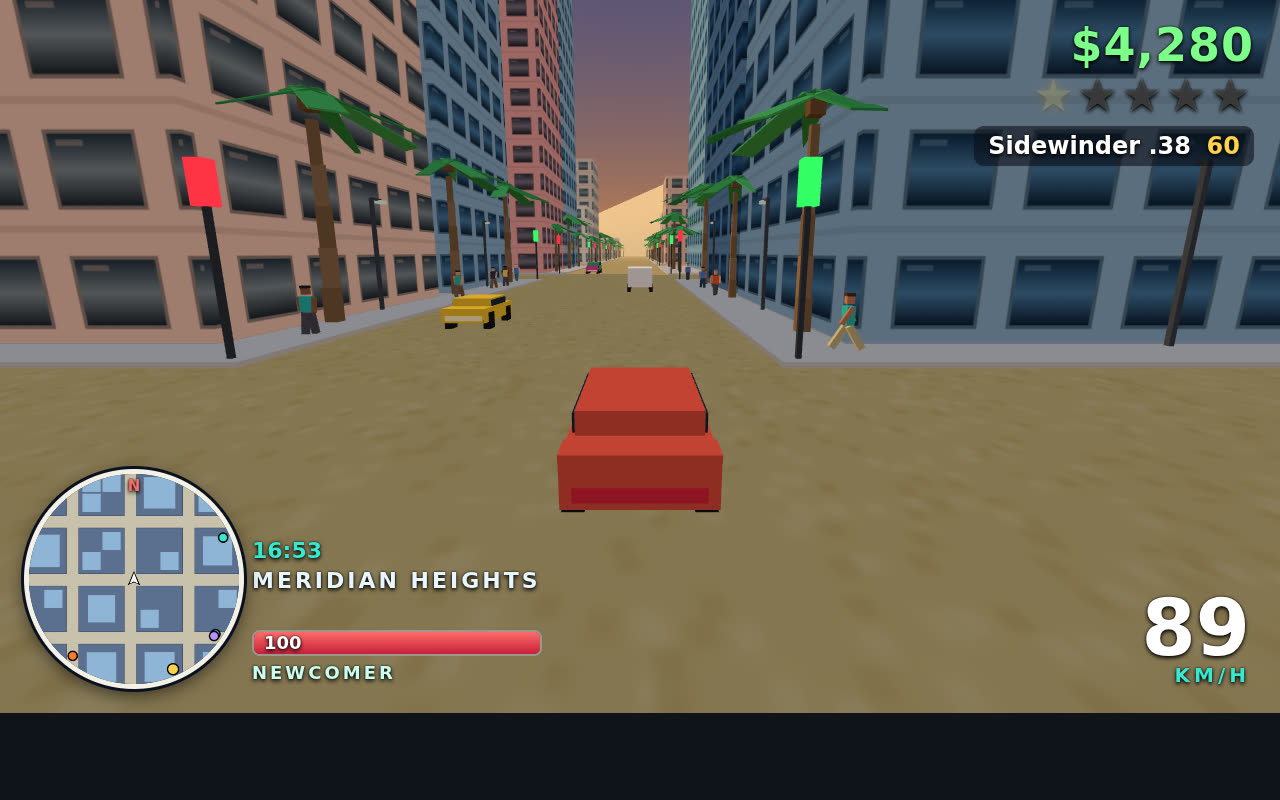 $4,280
Sidewinder .38 60
N
16:53
MERIDIAN HEIGHTS
100
NEWCOMER
89
KM/H